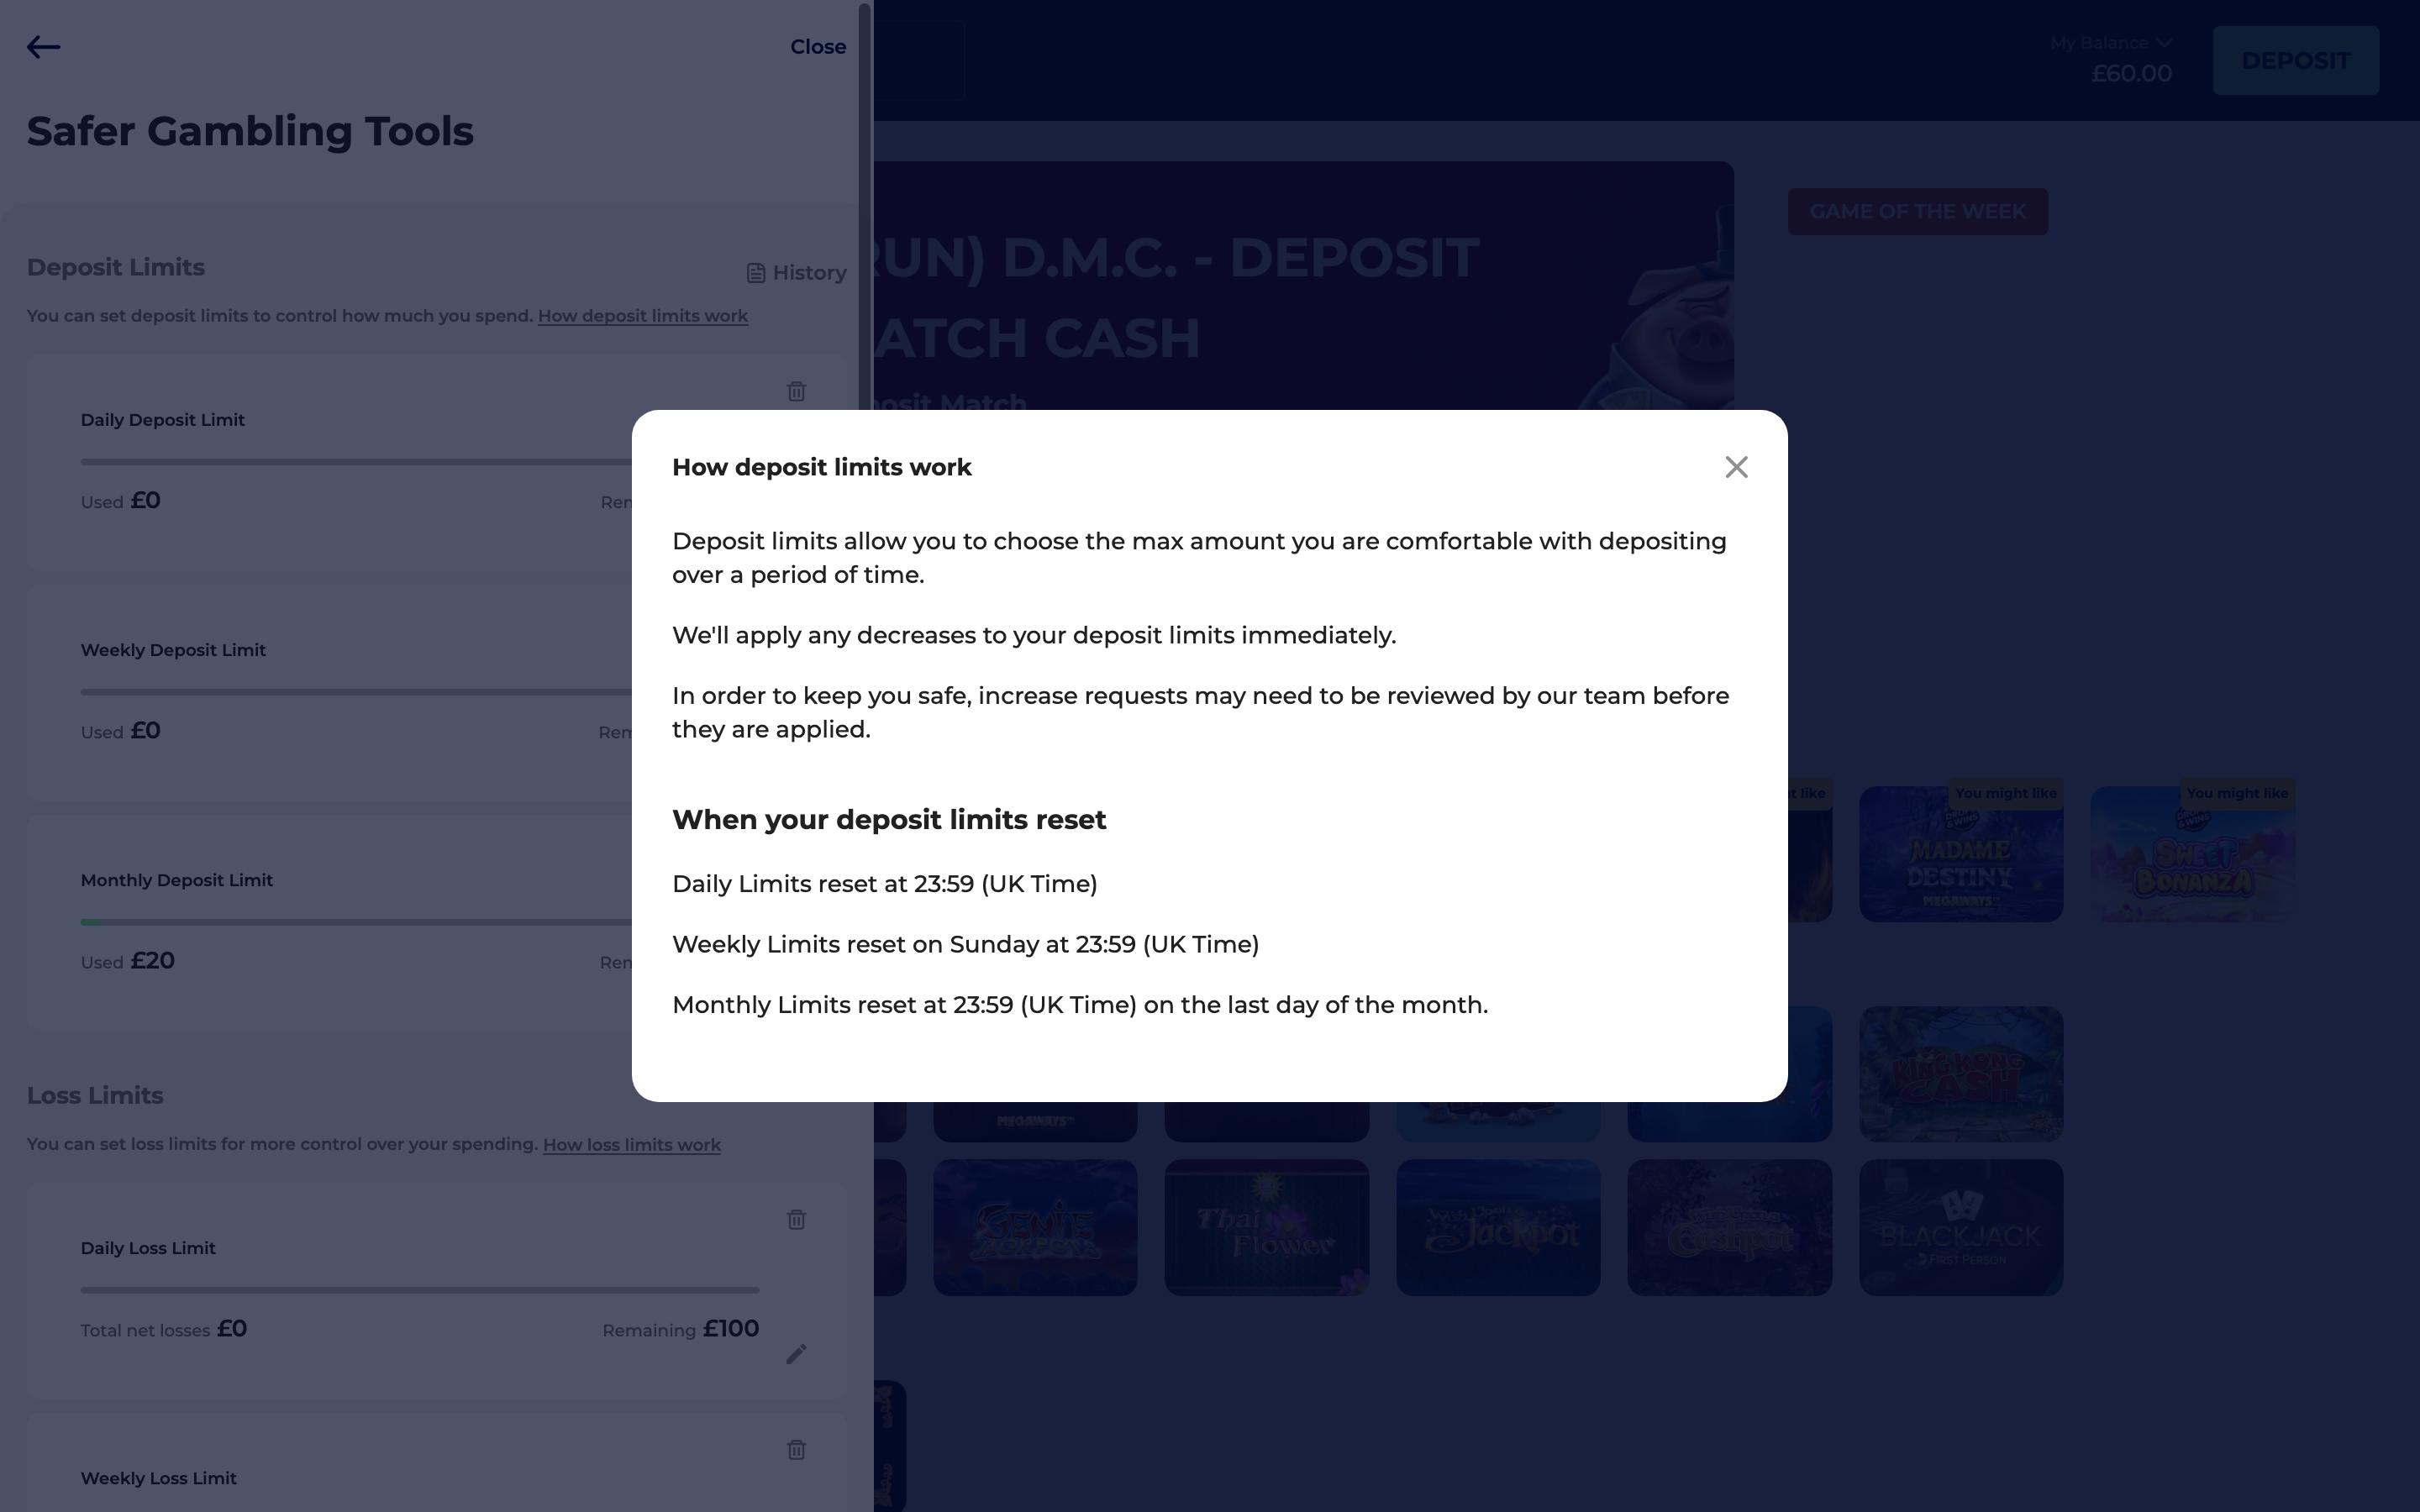 Close
My Balance
£60.00
DEPOSIT
Safer Gambling Tools
GAME OF THE WEEK
RUN) D.M.C. - DEPOSIT
ATCH CASH
posit Match
Deposit Limits
History
You can set deposit limits to control how much you spend. How deposit limits work
Daily Deposit Limit
Used £0
Weekly Deposit Limit
Used £0
Monthly Deposit Limit
Used £20
How deposit limits work
Deposit limits allow you to choose the max amount you are comfortable with depositing
over a period of time.
We'll apply any decreases to your deposit limits immediately.
In order to keep you safe, increase requests may need to be reviewed by our team before
they are applied.
When your deposit limits reset
Daily Limits reset at 23:59 (UK Time)
Weekly Limits reset on Sunday at 23:59 (UK Time)
Monthly Limits reset at 23:59 (UK Time) on the last day of the month.
like
You might like
You might like
DROPS & WINS
MADAME
DESTINY
MEGAWAYS™
DROPS & WINS
SWEET
BONANZA
KING KONG
CASH
MEGAWAYS™
GENIE
JACKPOTS
Thai
Flower
Wish Upon a
Jackpot
Cashpot
BLACKJACK
FIRST PERSON
Loss Limits
You can set loss limits for more control over your spending. How loss limits work
Daily Loss Limit
Total net losses £0
Remaining £100
Weekly Loss Limit